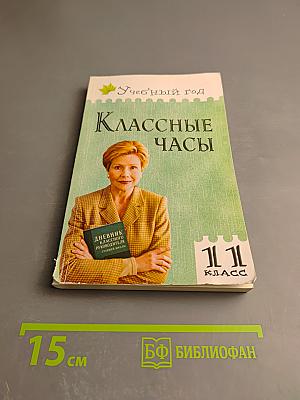 Учебный год
Классные
часы
ДНЕВНИК
КЛАССНОГО
РУКОВОДИТЕЛЯ
11
КЛАСС
15 см
БФ БИБЛИОФАН